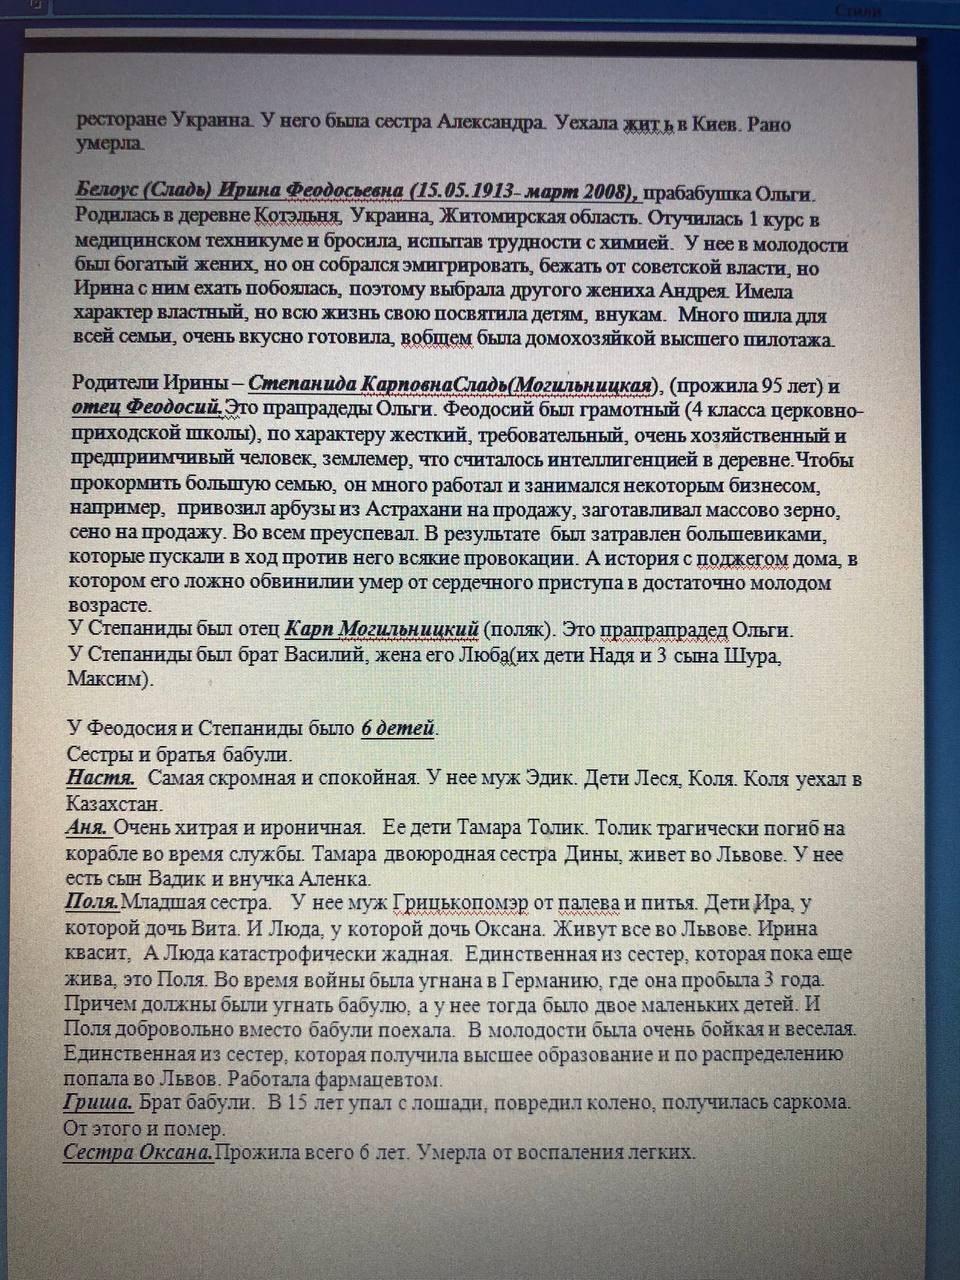 Стили
ресторане Украина. У него была сестра Александра. Уехала жит ь в Киев. Рано
умерла.
Белоус (Сладь) Ирина Феодосьевна (15.05.1913- март 2008), прабабушка Ольги.
Родилась в деревне Котэльня, Украина, Житомирская область. Отучилась 1 курс в
медицинском техникуме и бросила, испытав трудности с химией. У нее в молодости
был богатый жених, но он собрался эмигрировать, бежать от советской власти, но
Ирина с ним ехать побоялась, поэтому выбрала другого жениха Андрея. Имела
характер властный, но всю жизнь свою посвятила детям, внукам. Много шила для
всей семьи, очень вкусно готовила, вобщем была домохозяйкой высшего пилотажа.
Родители Ирины – Степанида КарповнаСладь(Могильницкая), (прожила 95 лет) и
отец Феодосий.Это прапрадеды Ольги. Феодосий был грамотный (4 класса церковно-
приходской школы), по характеру жесткий, требовательный, очень хозяйственный и
предприимчивый человек, землемер, что считалось интеллигенцией в деревне.Чтобы
прокормить большую семью, он много работал и занимался некоторым бизнесом,
например, привозил арбузы из Астрахани на продажу, заготавливал массово зерно,
сено на продажу. Во всем преуспевал. В результате был затравлен большевиками,
которые пускали в ход против него всякие провокации. А история с поджегом дома, в
котором его ложно обвинилии умер от сердечного приступа в достаточно молодом
возрасте.
У Степаниды был отец Карп Могильницкий (поляк). Это прапрапрадед Ольги.
У Степаниды был брат Василий, жена его Люба(их дети Надя и 3 сына Шура,
Максим).
У Феодосия и Степаниды было 6 детей.
Сестры и братья бабули.
Настя. Самая скромная и спокойная. У нее муж Эдик. Дети Леся, Коля. Коля уехал в
Казахстан.
Аня. Очень хитрая и ироничная. Ее дети Тамара Толик. Толик трагически погиб на
корабле во время службы. Тамара двоюродная сестра Дины, живет во Львове. У нее
есть сын Вадик и внучка Аленка.
Поля.Младшая сестра. У нее муж Грицькопомэр от палева и питья. Дети Ира, у
которой дочь Вита. И Люда, у которой дочь Оксана. Живут все во Львове. Ирина
квасит, А Люда катастрофически жадная. Единственная из сестер, которая пока еще
жива, это Поля. Во время войны была угнана в Германию, где она пробыла 3 года.
Причем должны были угнать бабулю, а у нее тогда было двое маленьких детей. И
Поля добровольно вместо бабули поехала. В молодости была очень бойкая и веселая.
Единственная из сестер, которая получила высшее образование и по распределению
попала во Львов. Работала фармацевтом.
Гриша. Брат бабули. В 15 лет упал с лошади, повредил колено, получилась саркома.
От этого и помер.
Сестра Оксана.Прожила всего 6 лет. Умерла от воспаления легких.